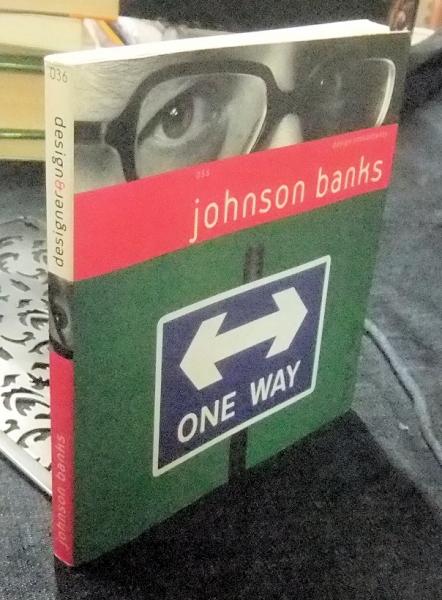 036
designer&design
johnson banks
036
design consultants
johnson banks
ONE WAY